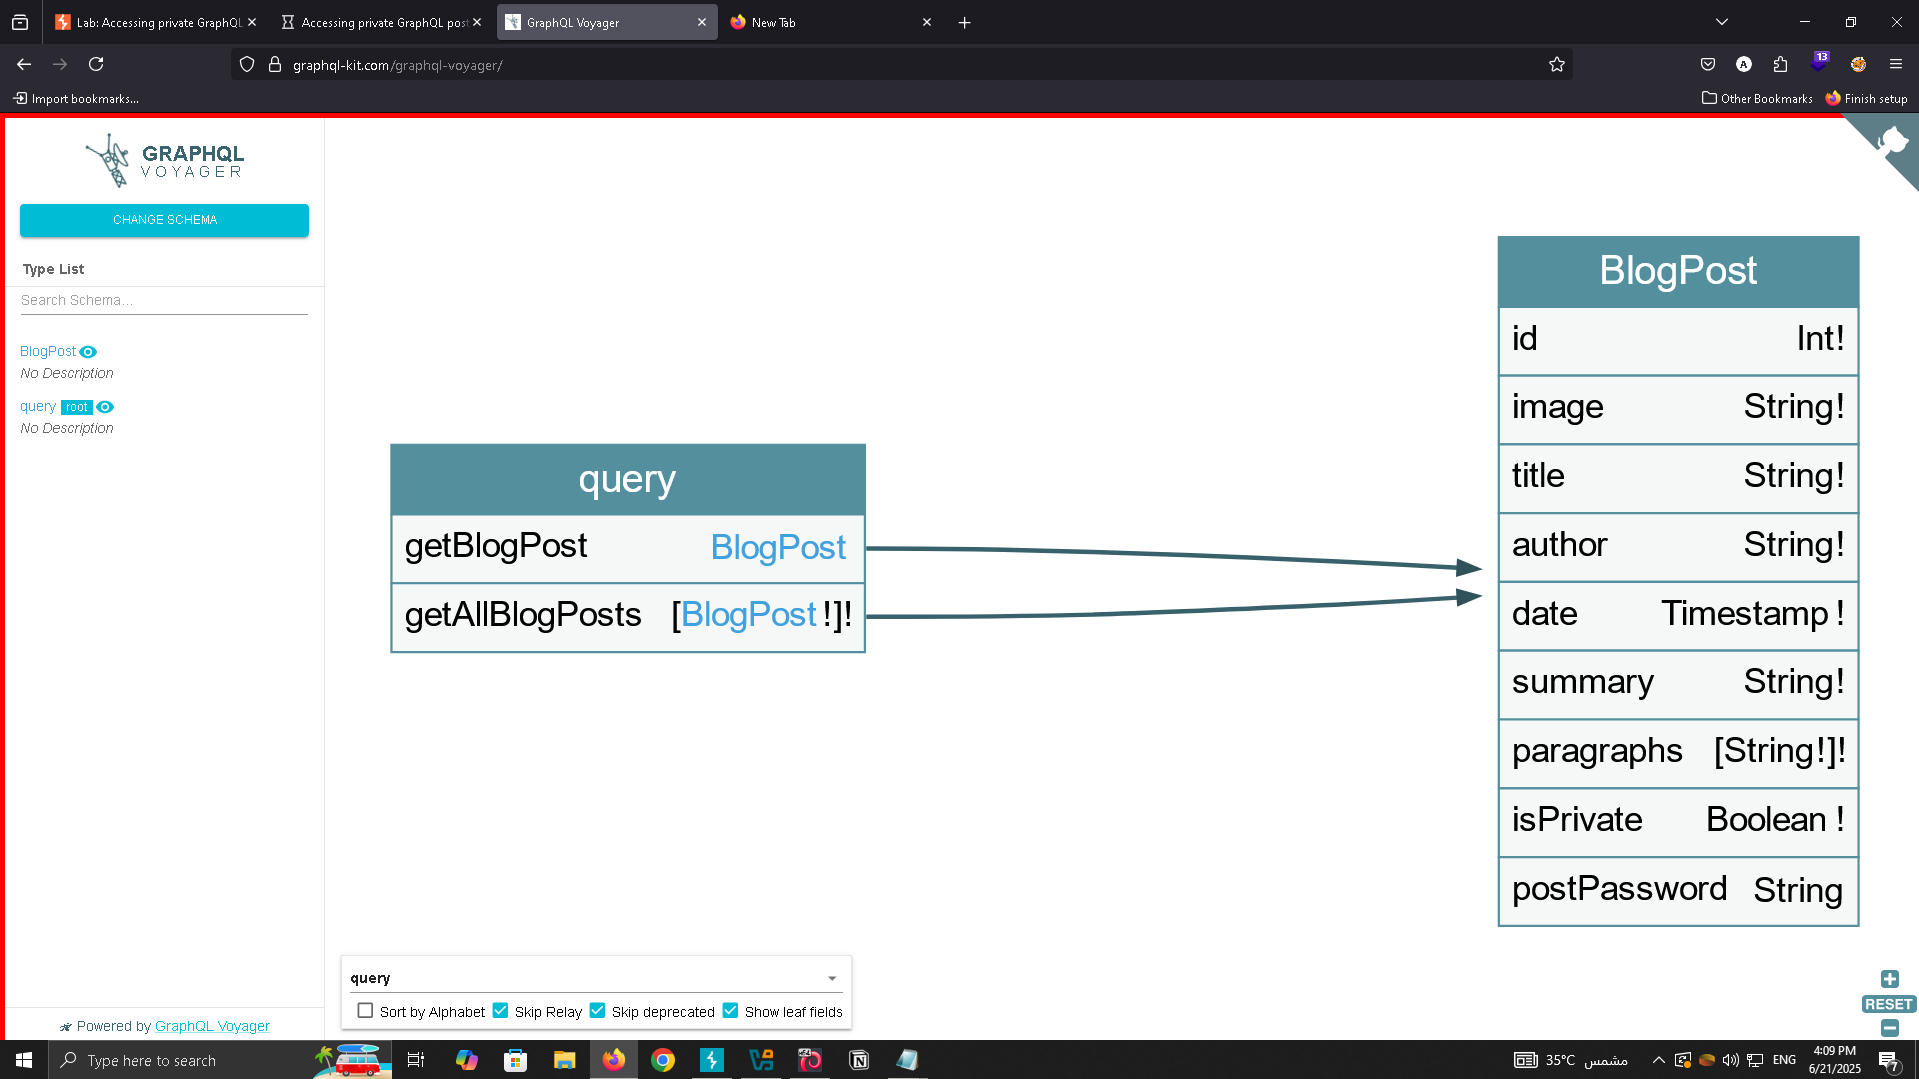 Lab: Accessing private GraphQL
Accessing private GraphQL post
GraphQL Voyager
New Tab
graphql-kit.com/graphql-voyager/
A
13
Import bookmarks...
Other Bookmarks
Finish setup
GRAPHQL
VOYAGER
CHANGE SCHEMA
Type List
Search Schema...
BlogPost
No Description
query root
No Description
query
getBlogPost BlogPost
getAllBlogPosts [BlogPost!]!
BlogPost
id Int!
image String!
title String!
author String!
date Timestamp!
summary String!
paragraphs [String!]!
isPrivate Boolean!
postPassword String
query
Sort by Alphabet Skip Relay Skip deprecated Show leaf fields
RESET
Powered by GraphQL Voyager
Type here to search
35°C مشمس
ENG
4:09 PM
6/21/2025
7